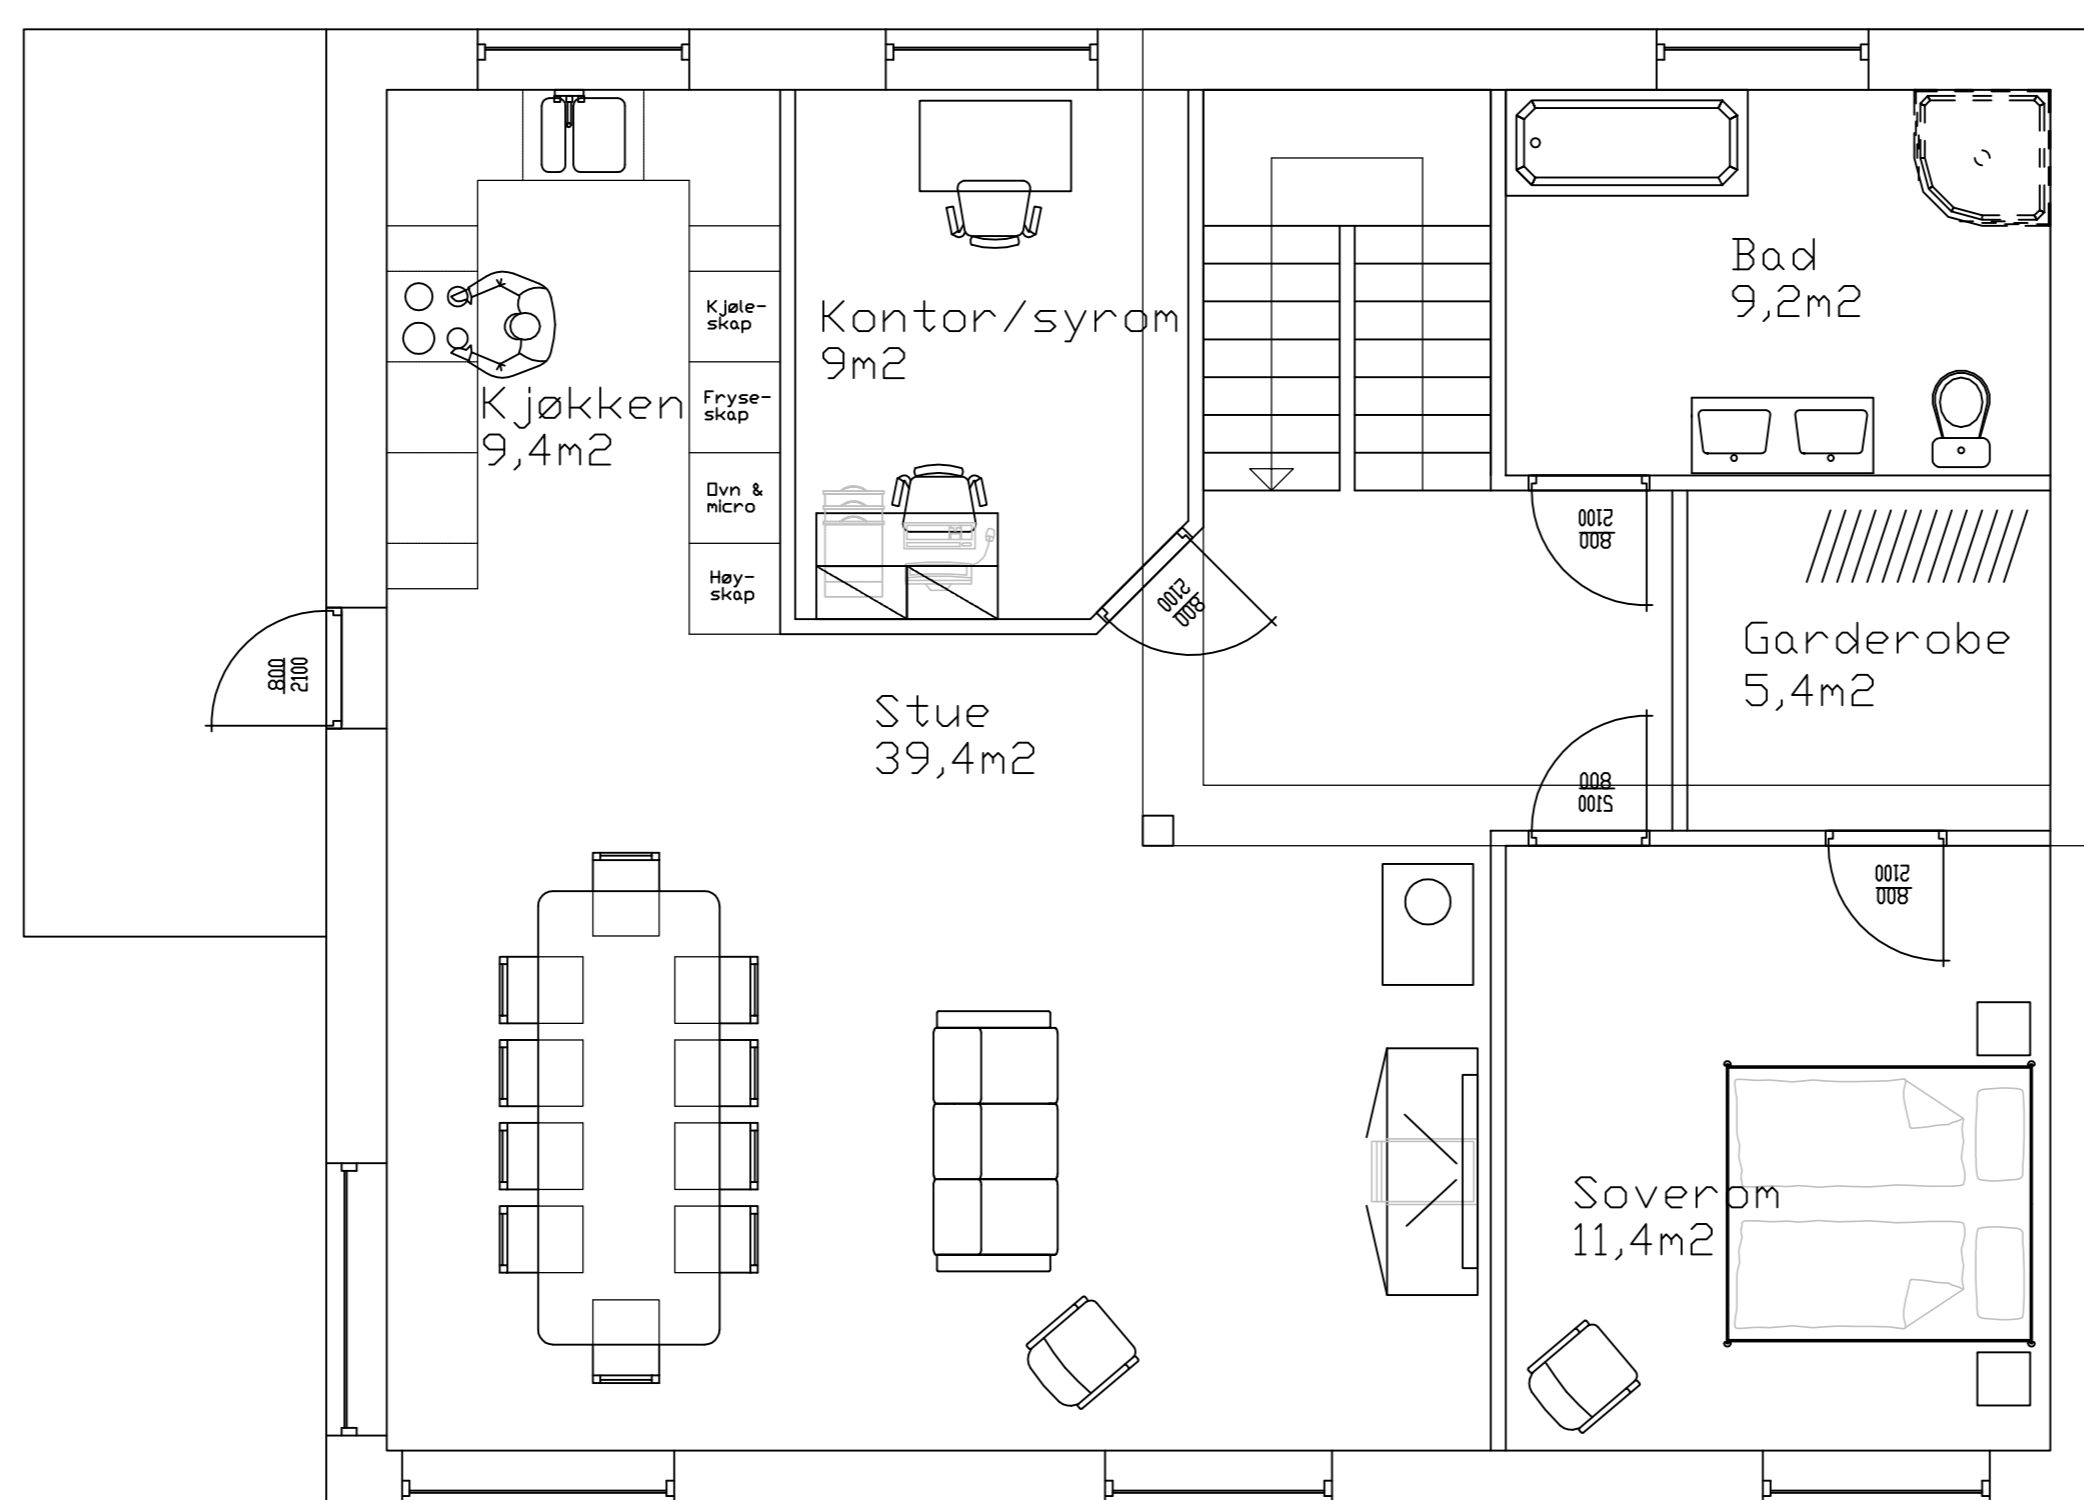 Bad
9,2m2
Kontor/syrom
9m2
Kjøle-
skap
Kjøkken
9,4m2
Fryse-
skap
Ovn &
micro
Høy-
skap
800
2100
800
2100
800
2100
Garderobe
5,4m2
800
2100
Stue
39,4m2
800
2100
Soverom
11,4m2